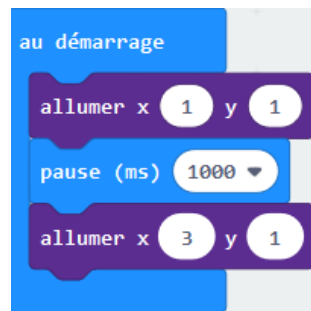 au démarrage
allumer x 1 y 1
pause (ms) 1000
allumer x 3 y 1